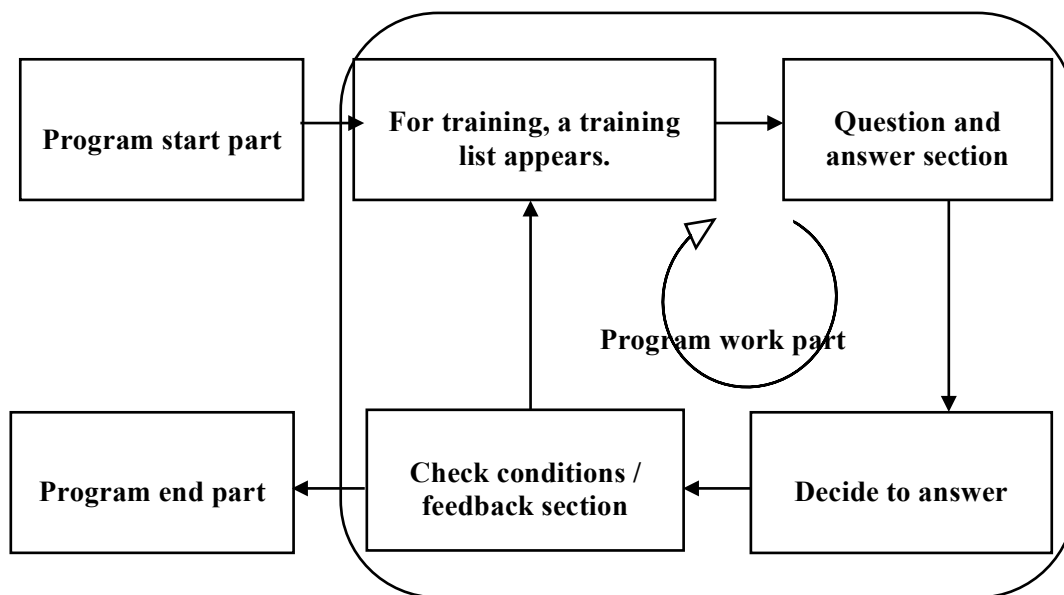 Program start part
For training, a training
list appears.
Question and
answer section
Program work part
Program end part
Check conditions /
feedback section
Decide to answer